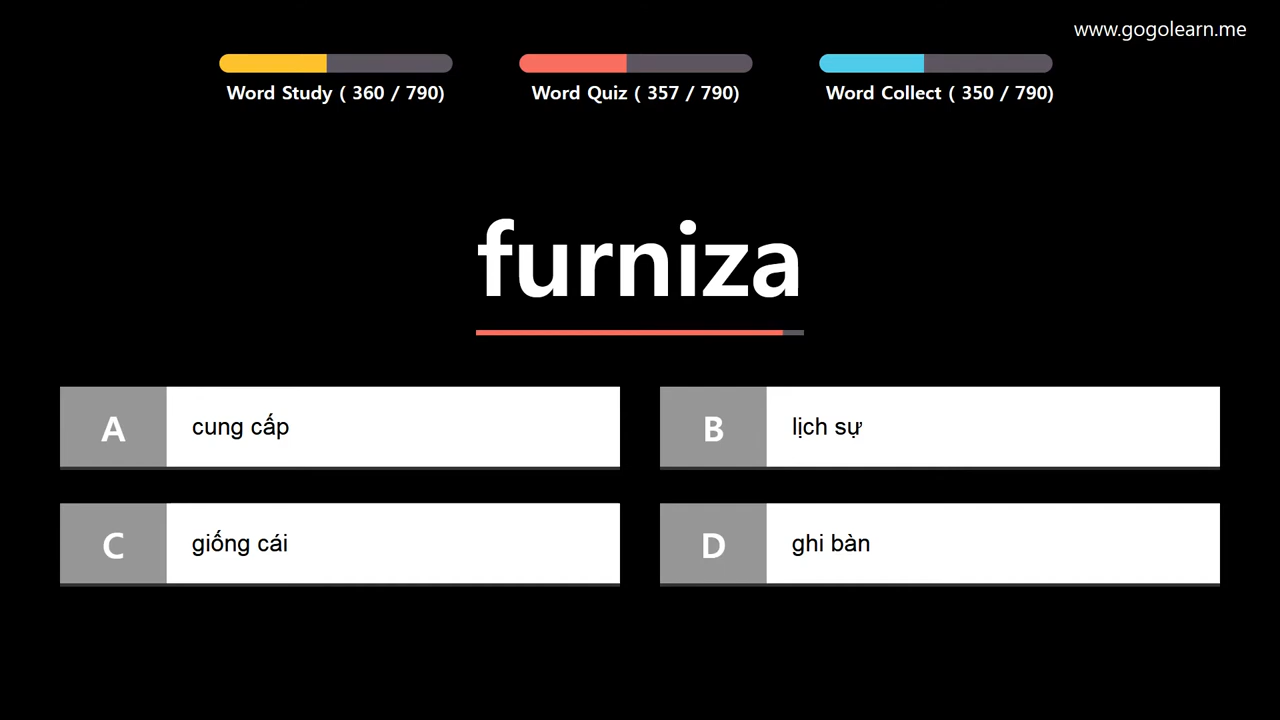 www.gogolearn.me
Word Study ( 360 / 790)
Word Quiz ( 357 / 790)
Word Collect ( 350 / 790)
furniza
A cung cấp
B lịch sự
C giống cái
D ghi bàn